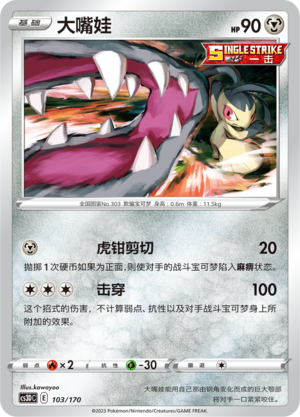 基础 大嘴娃 HP 90
SINGLE STRIKE
一击
全国图鉴No.303 欺骗宝可梦 身高：0.6m 体重：11.5kg
虎钳剪切 20
抛掷1次硬币如果为正面，则使对手的战斗宝可梦陷入麻痹状态。
击穿 100
这个招式的伤害，不计算弱点、抗性以及对手战斗宝可梦身上所
附加的效果。
弱点 ×2 抗性 -30 撤退
Illus.kawayoo
CS3D C E 103/170
大嘴娃能用自己那由钢角变化而成的巨大颚部
将对手一口紧紧咬住。
©2023 Pokémon/Nintendo/Creatures/GAME FREAK.